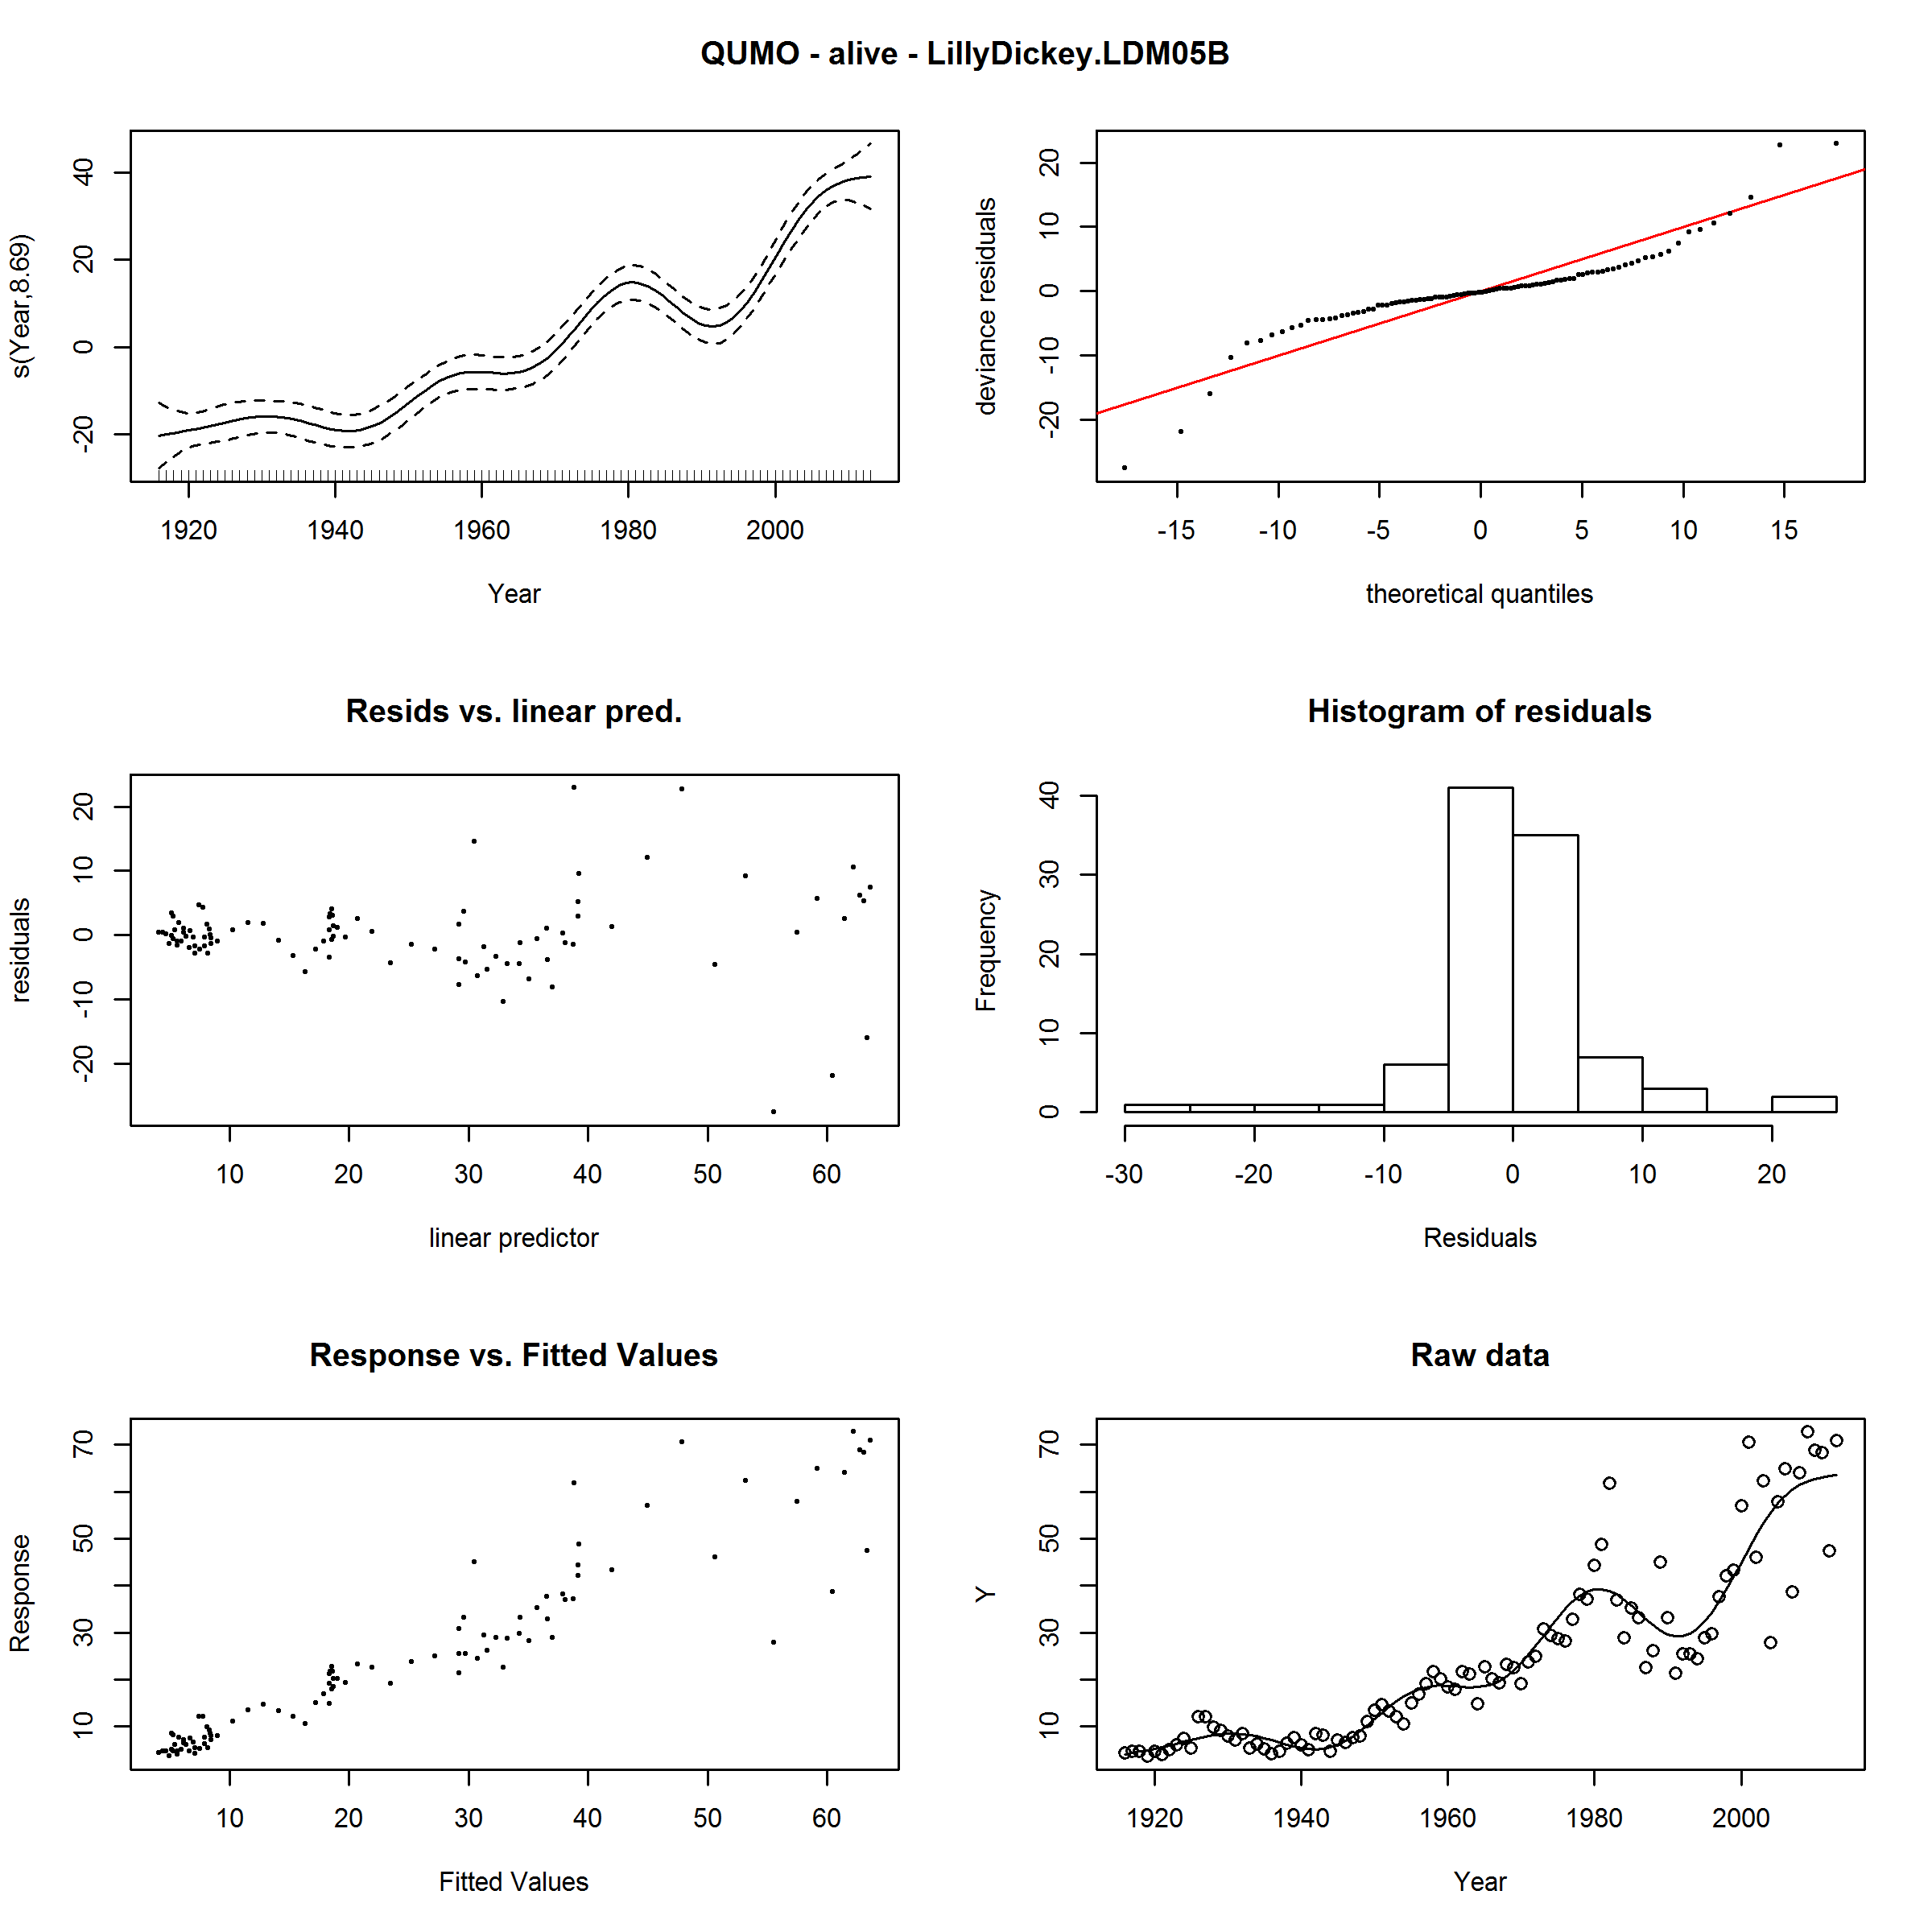 QUMO - alive - LillyDickey.LDM05B
s(Year,8.69)
40
20
0
-20
1920 1940 1960 1980 2000
Year
deviance residuals
20
10
0
-10
-20
-15 -10 -5 0 5 10 15
theoretical quantiles
Resids vs. linear pred.
residuals
20
10
0
-10
-20
10 20 30 40 50 60
linear predictor
Histogram of residuals
Frequency
40
30
20
10
0
-30 -20 -10 0 10 20
Residuals
Response vs. Fitted Values
Response
70
50
30
10
10 20 30 40 50 60
Fitted Values
Raw data
Y
70
50
30
10
1920 1940 1960 1980 2000
Year